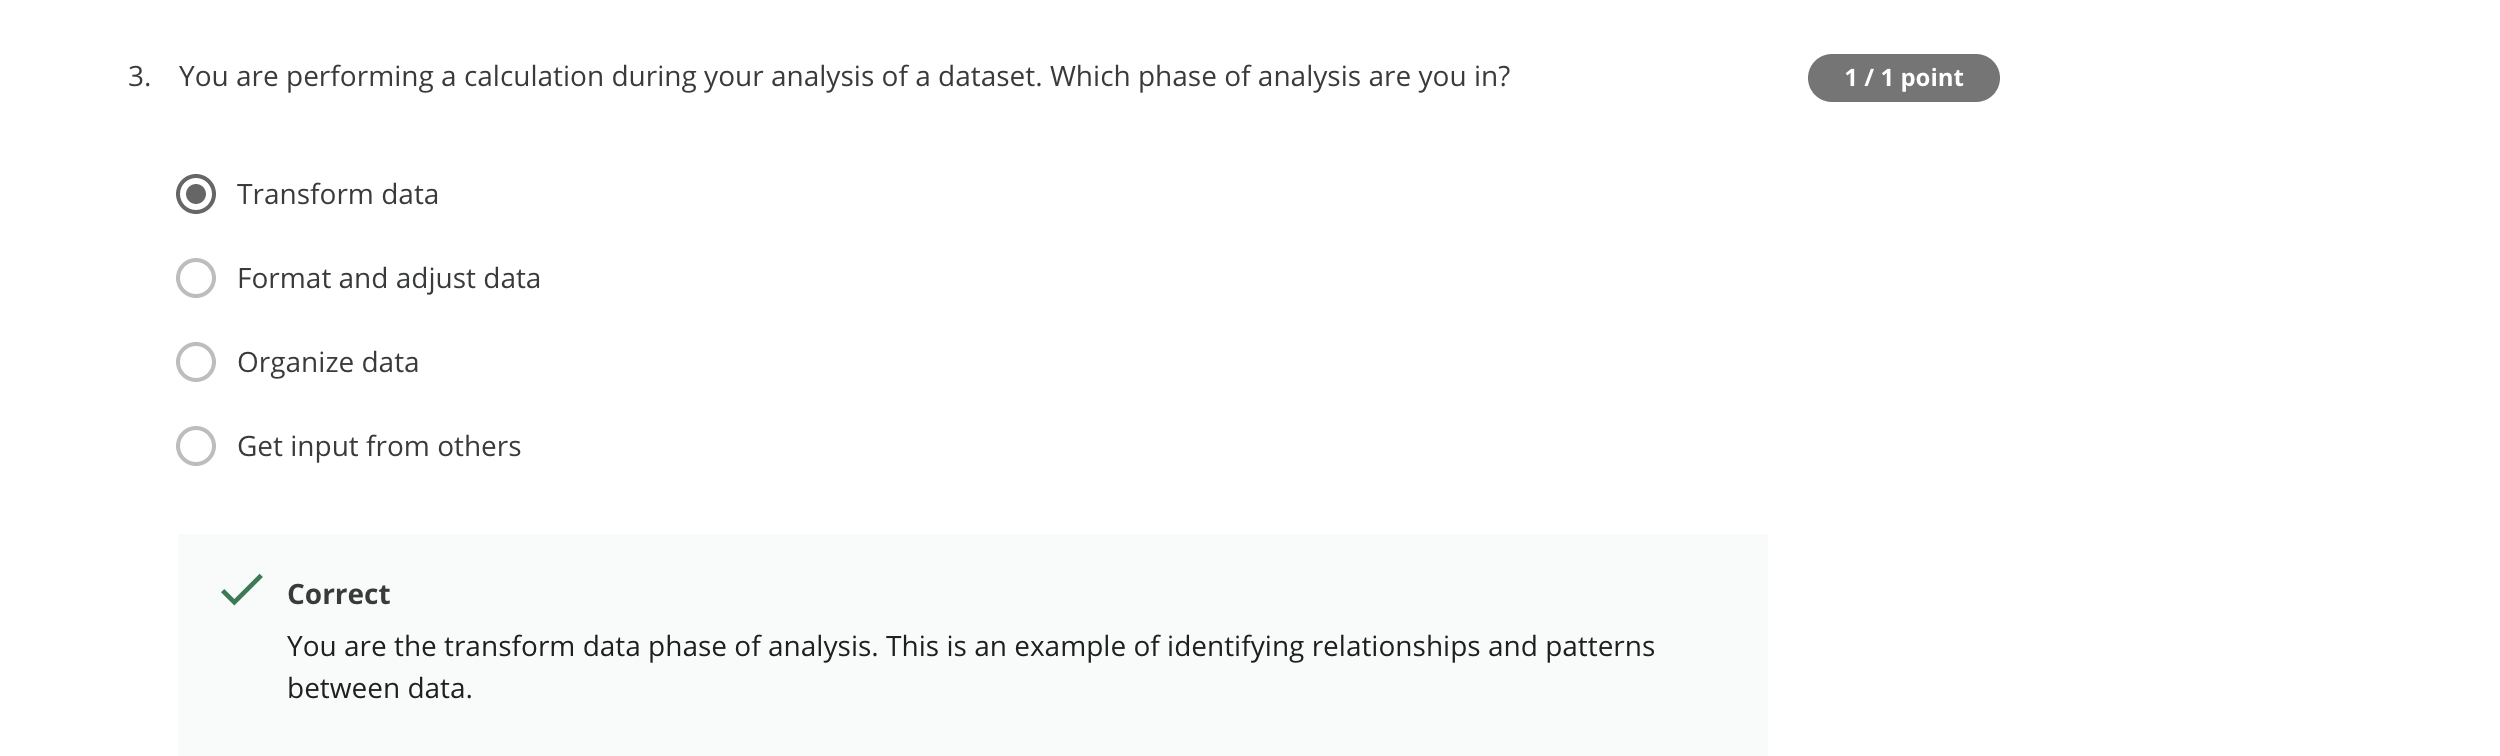 3. You are performing a calculation during your analysis of a dataset. Which phase of analysis are you in?
1 / 1 point
Transform data
Format and adjust data
Organize data
Get input from others
Correct
You are the transform data phase of analysis. This is an example of identifying relationships and patterns
between data.